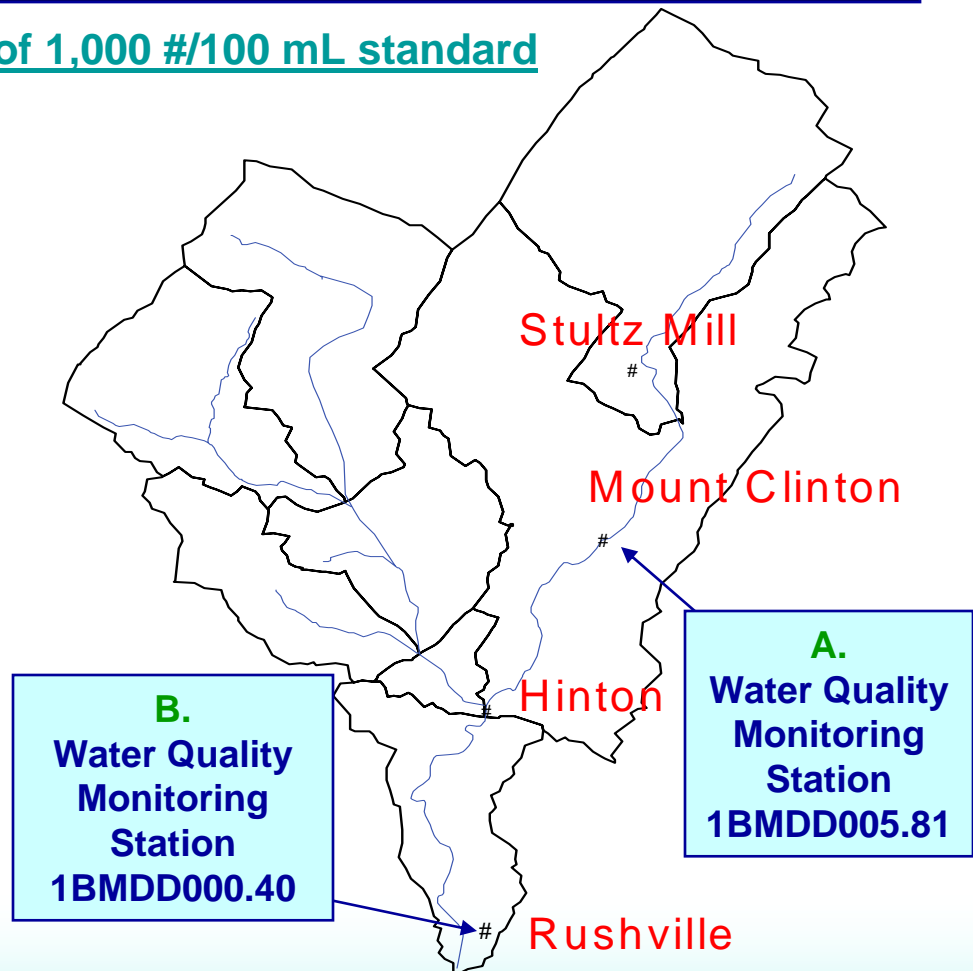 of 1,000 #/100 mL standard
Stultz Mill
#
Mount Clinton
#
A.
Water Quality
Monitoring
Station
1BMDD005.81
Hinton
#
B.
Water Quality
Monitoring
Station
1BMDD000.40
#
Rushville